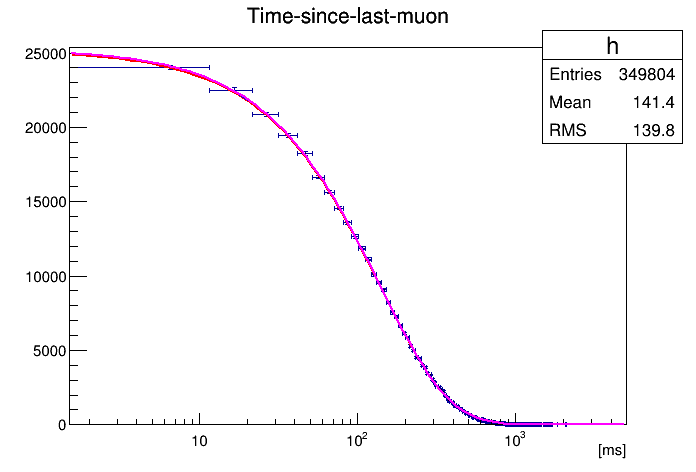 Time-since-last-muon
h
Entries 349804
Mean 141.4
RMS 139.8
25000
20000
15000
10000
5000
0
10 10² 10³
[ms]